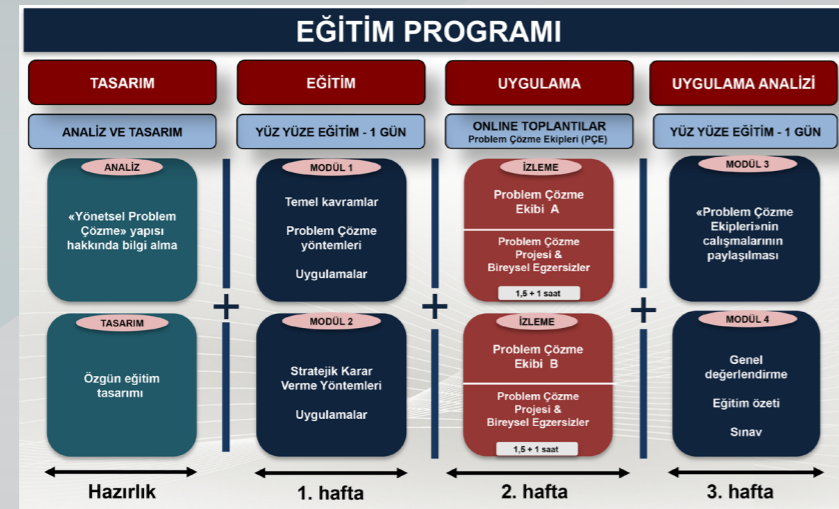 EĞİTİM PROGRAMI
TASARIM
ANALİZ VE TASARIM
ANALİZ
«Yönetsel Problem
Çözme» yapısı
hakkında bilgi alma
TASARIM
Özgün eğitim
tasarımı
Hazırlık
EĞİTİM
YÜZ YÜZE EĞİTİM - 1 GÜN
MODÜL 1
Temel kavramlar
Problem Çözme
yöntemleri
Uygulamalar
MODÜL 2
Stratejik Karar
Verme Yöntemleri
Uygulamalar
1. hafta
UYGULAMA
ONLINE TOPLANTILAR
Problem Çözme Ekipleri (PÇE)
İZLEME
Problem Çözme
Ekibi A
Problem Çözme
Projesi &
Bireysel Egzersizler
1,5 + 1 saat
İZLEME
Problem Çözme
Ekibi B
Problem Çözme
Projesi &
Bireysel Egzersizler
1,5 + 1 saat
2. hafta
UYGULAMA ANALİZİ
YÜZ YÜZE EĞİTİM - 1 GÜN
MODÜL 3
«Problem Çözme
Ekipleri»nin
calışmalarının
paylaşılması
MODÜL 4
Genel
değerlendirme
Eğitim özeti
Sınav
3. hafta